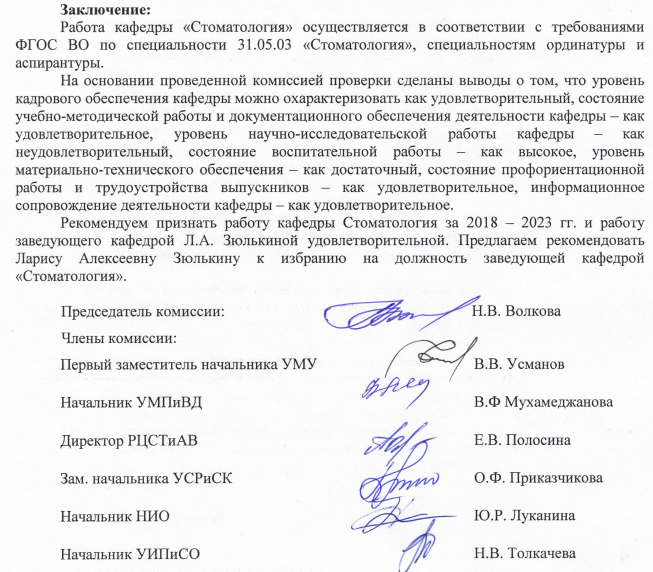 Заключение:
Работа кафедры «Стоматология» осуществляется в соответствии с требованиями
ФГОС ВО по специальности 31.05.03 «Стоматология», специальностям ординатуры и
аспирантуры.
На основании проведенной комиссией проверки сделаны выводы о том, что уровень
кадрового обеспечения кафедры можно охарактеризовать как удовлетворительный, состояние
учебно-методической работы и документационного обеспечения деятельности кафедры – как
удовлетворительное, уровень научно-исследовательской работы кафедры – как
неудовлетворительный, состояние воспитательной работы – как высокое, уровень
материально-технического обеспечения – как достаточный, состояние профориентационной
работы и трудоустройства выпускников – как удовлетворительное, информационное
сопровождение деятельности кафедры – как удовлетворительное.
Рекомендуем признать работу кафедры Стоматология за 2018 – 2023 гг. и работу
заведующего кафедрой Л.А. Зюлькиной удовлетворительной. Предлагаем рекомендовать
Ларису Алексеевну Зюлькину к избранию на должность заведующей кафедрой
«Стоматология».
Председатель комиссии: Н.В. Волкова
Члены комиссии:
Первый заместитель начальника УМУ В.В. Усманов
Начальник УМПиВД В.Ф Мухамеджанова
Директор РЦСТиАВ Е.В. Полосина
Зам. начальника УСРиСК О.Ф. Приказчикова
Начальник НИО Ю.Р. Луканина
Начальник УИПиСО Н.В. Толкачева